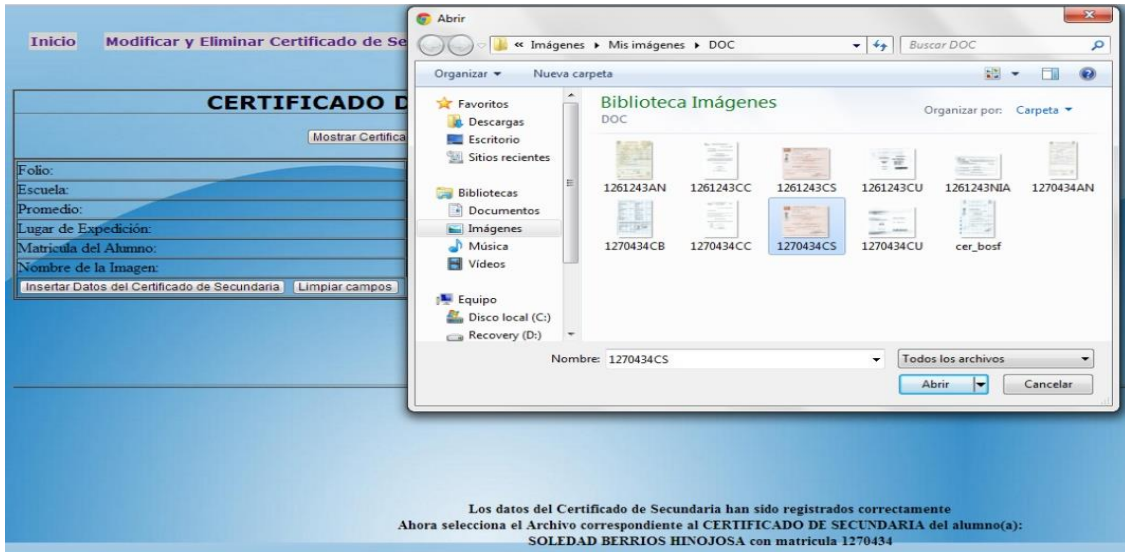 Inicio Modificar y Eliminar Certificado de Se
CERTIFICADO D
Mostrar Certifica
Folio:
Escuela:
Promedio:
Lugar de Expedición:
Matricula del Alumno:
Nombre de la Imagen:
Insertar Datos del Certificado de Secundaria Limpiar campos
Abrir
« Imágenes Mis imágenes DOC Buscar DOC
Organizar Nueva carpeta
Favoritos
Descargas
Escritorio
Sitios recientes
Bibliotecas
Documentos
Imágenes
Música
Vídeos
Equipo
Disco local (C:)
Recovery (D:)
Biblioteca Imágenes
DOC
Organizar por: Carpeta
1261243AN 1261243CC 1261243CS 1261243CU 1261243NIA 1270434AN
1270434CB 1270434CC 1270434CS 1270434CU cer_bosf
Nombre: 1270434CS Todos los archivos
Abrir Cancelar
Los datos del Certificado de Secundaria han sido registrados correctamente
Ahora selecciona el Archivo correspondiente al CERTIFICADO DE SECUNDARIA del alumno(a):
SOLEDAD BERRIOS HINOJOSA con matricula 1270434